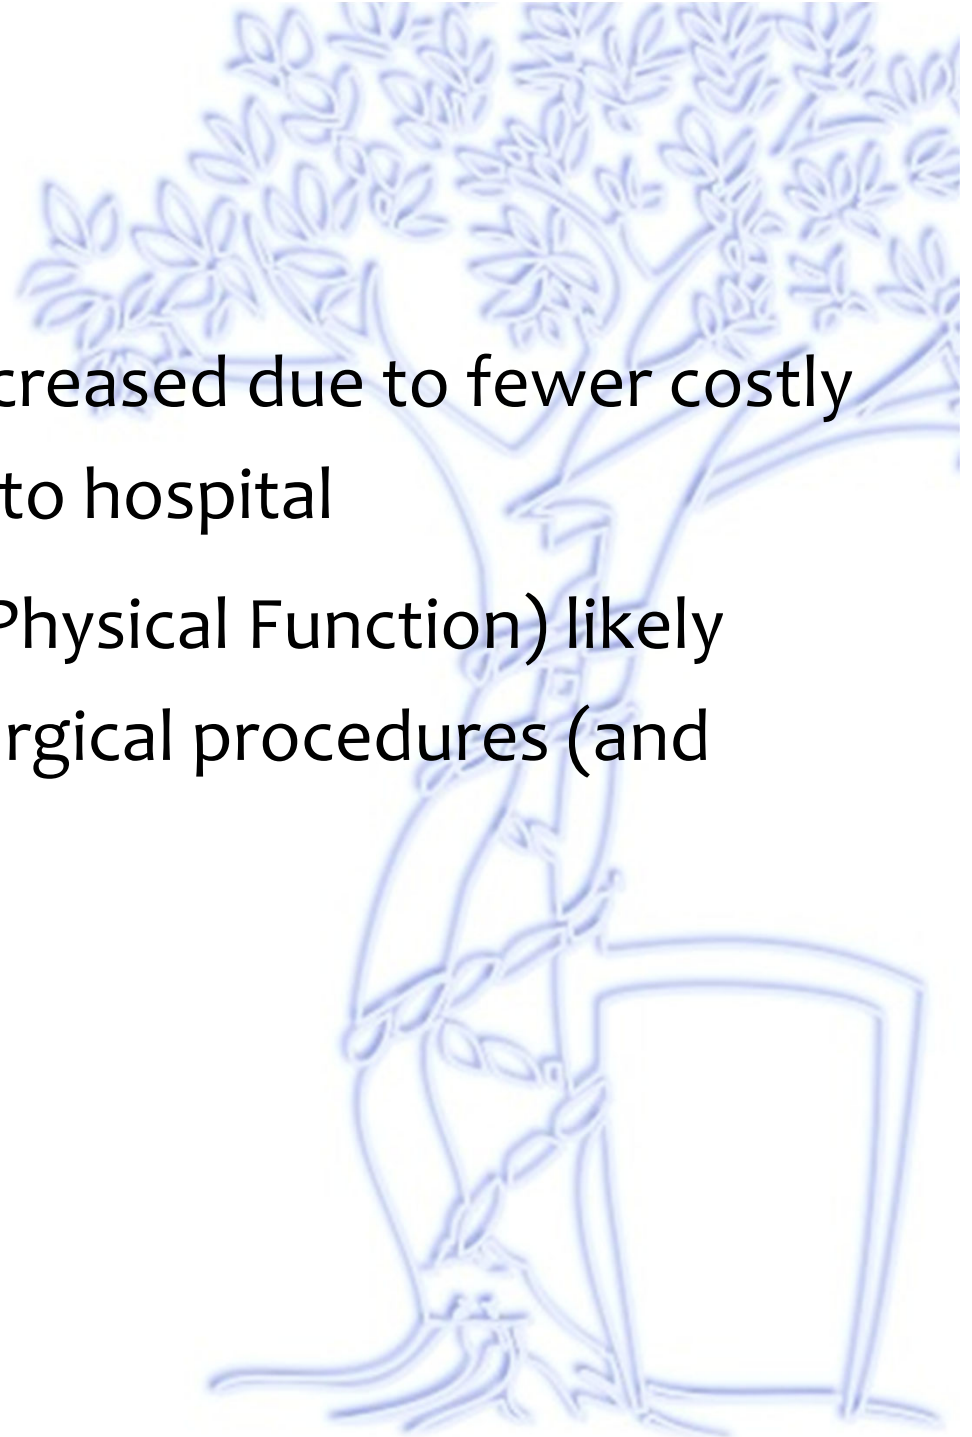 creased due to fewer costly
to hospital
Physical Function) likely
rgical procedures (and